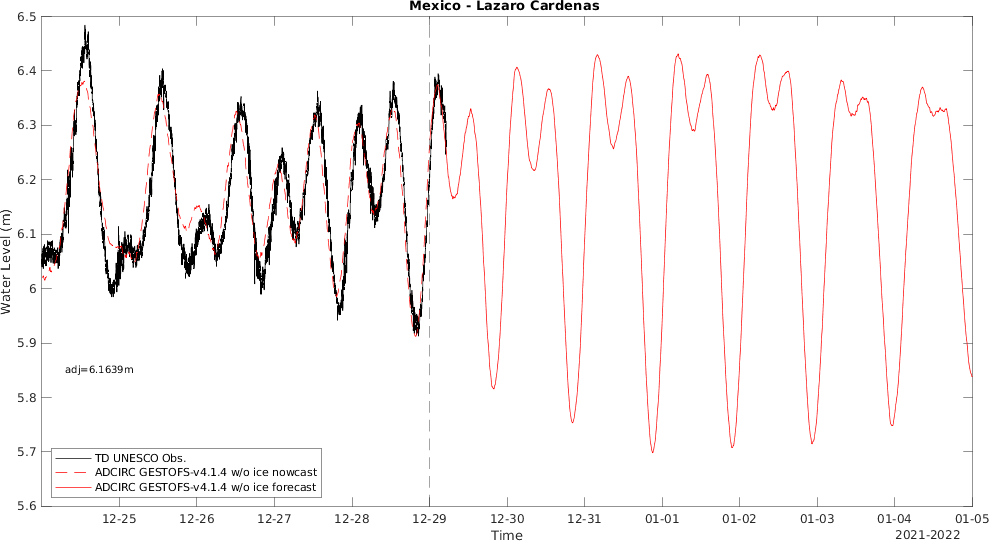 Mexico - Lazaro Cardenas
6.5
6.4
6.3
6.2
6.1
6
5.9
5.8
5.7
5.6
Water Level (m)
adj=6.1639m
TD UNESCO Obs.
ADCIRC GESTOFS-v4.1.4 w/o ice nowcast
ADCIRC GESTOFS-v4.1.4 w/o ice forecast
12-25 12-26 12-27 12-28 12-29 12-30 12-31 01-01 01-02 01-03 01-04 01-05
Time
2021-2022